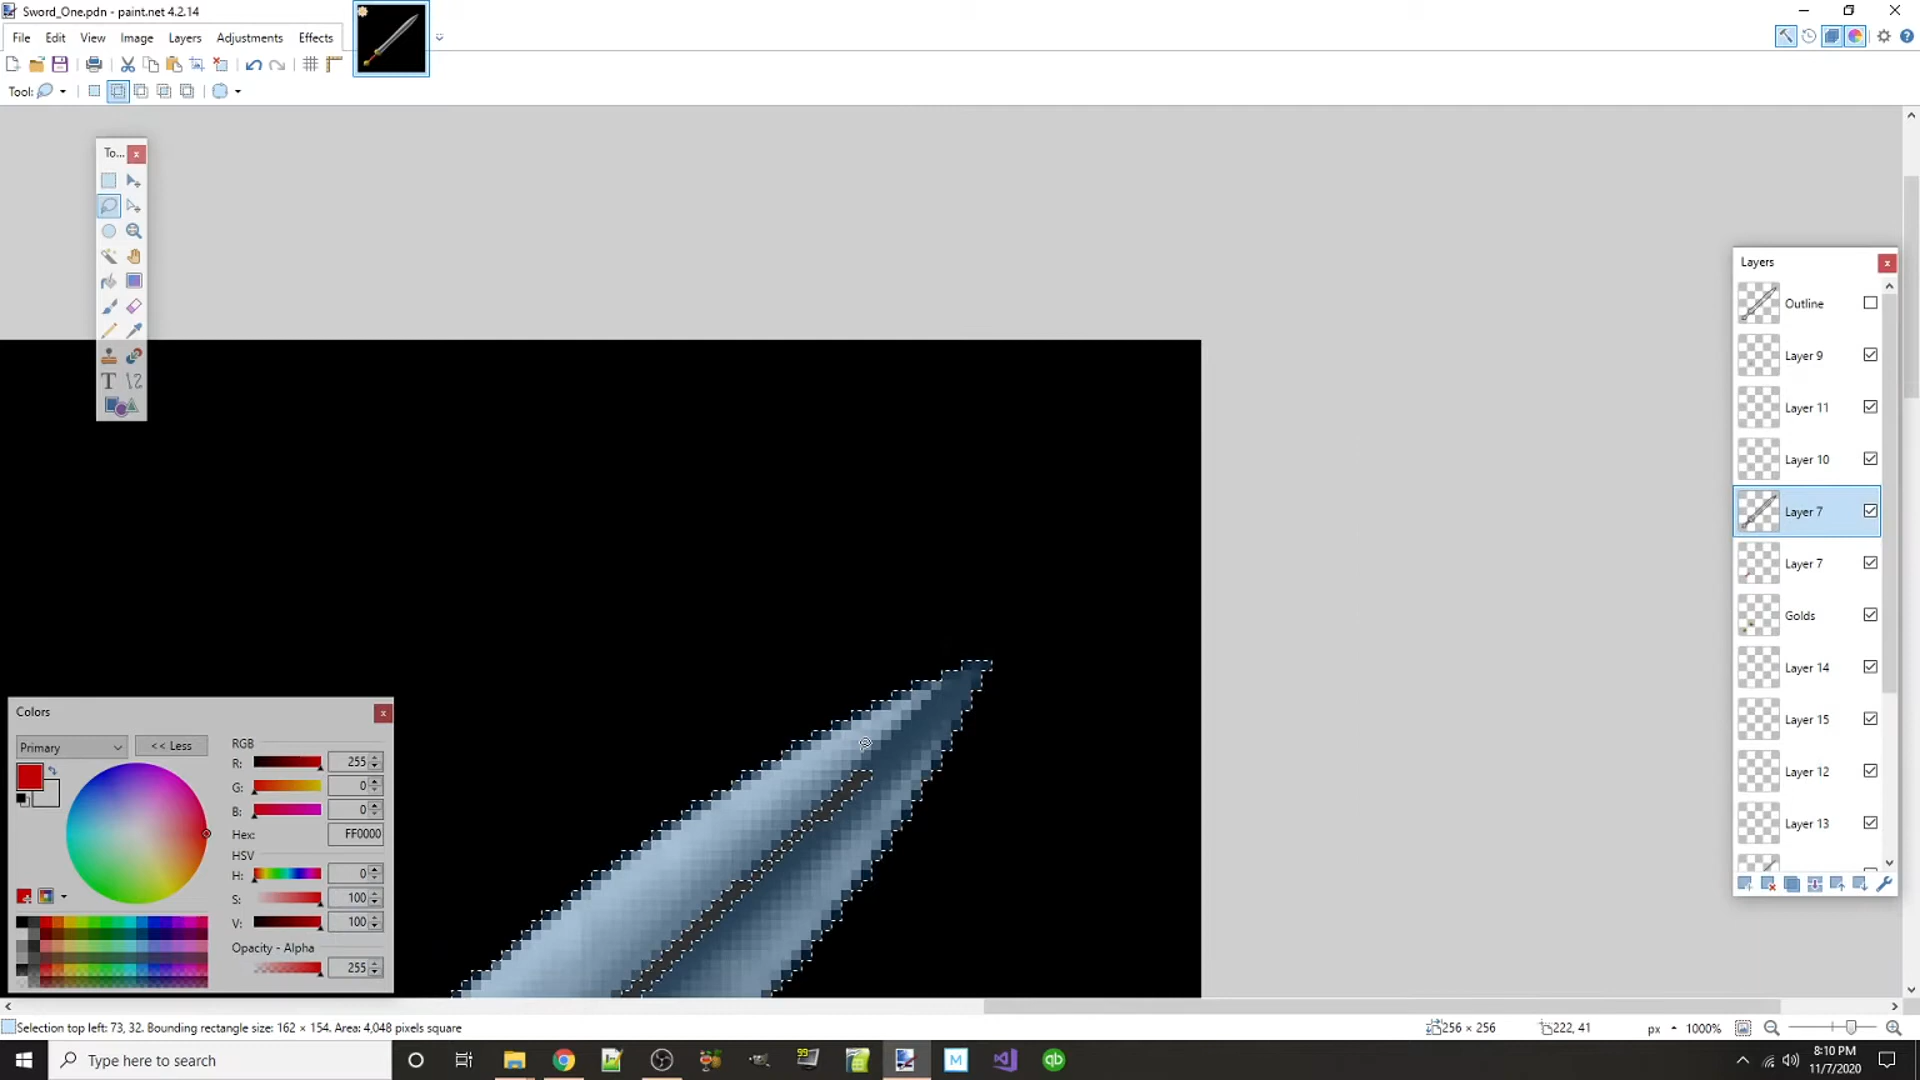 Sword_One.pdn - paint.net 4.2.14
File Edit View Image Layers Adjustments Effects
Tool:
To...
Layers
Outline
Layer 9
Layer 11
Layer 10
Layer 7
Layer 7
Golds
Layer 14
Layer 15
Layer 12
Layer 13
Colors
Primary
<< Less
RGB
R: 255
G: 0
B: 0
Hex: FF0000
HSV
H: 0
S: 100
V: 100
Opacity - Alpha
255
Selection top left: 73, 32. Bounding rectangle size: 162 × 154. Area: 4,048 pixels square
256 × 256
222, 41
px
1000%
Type here to search
99
M
qb
8:10 PM
11/7/2020